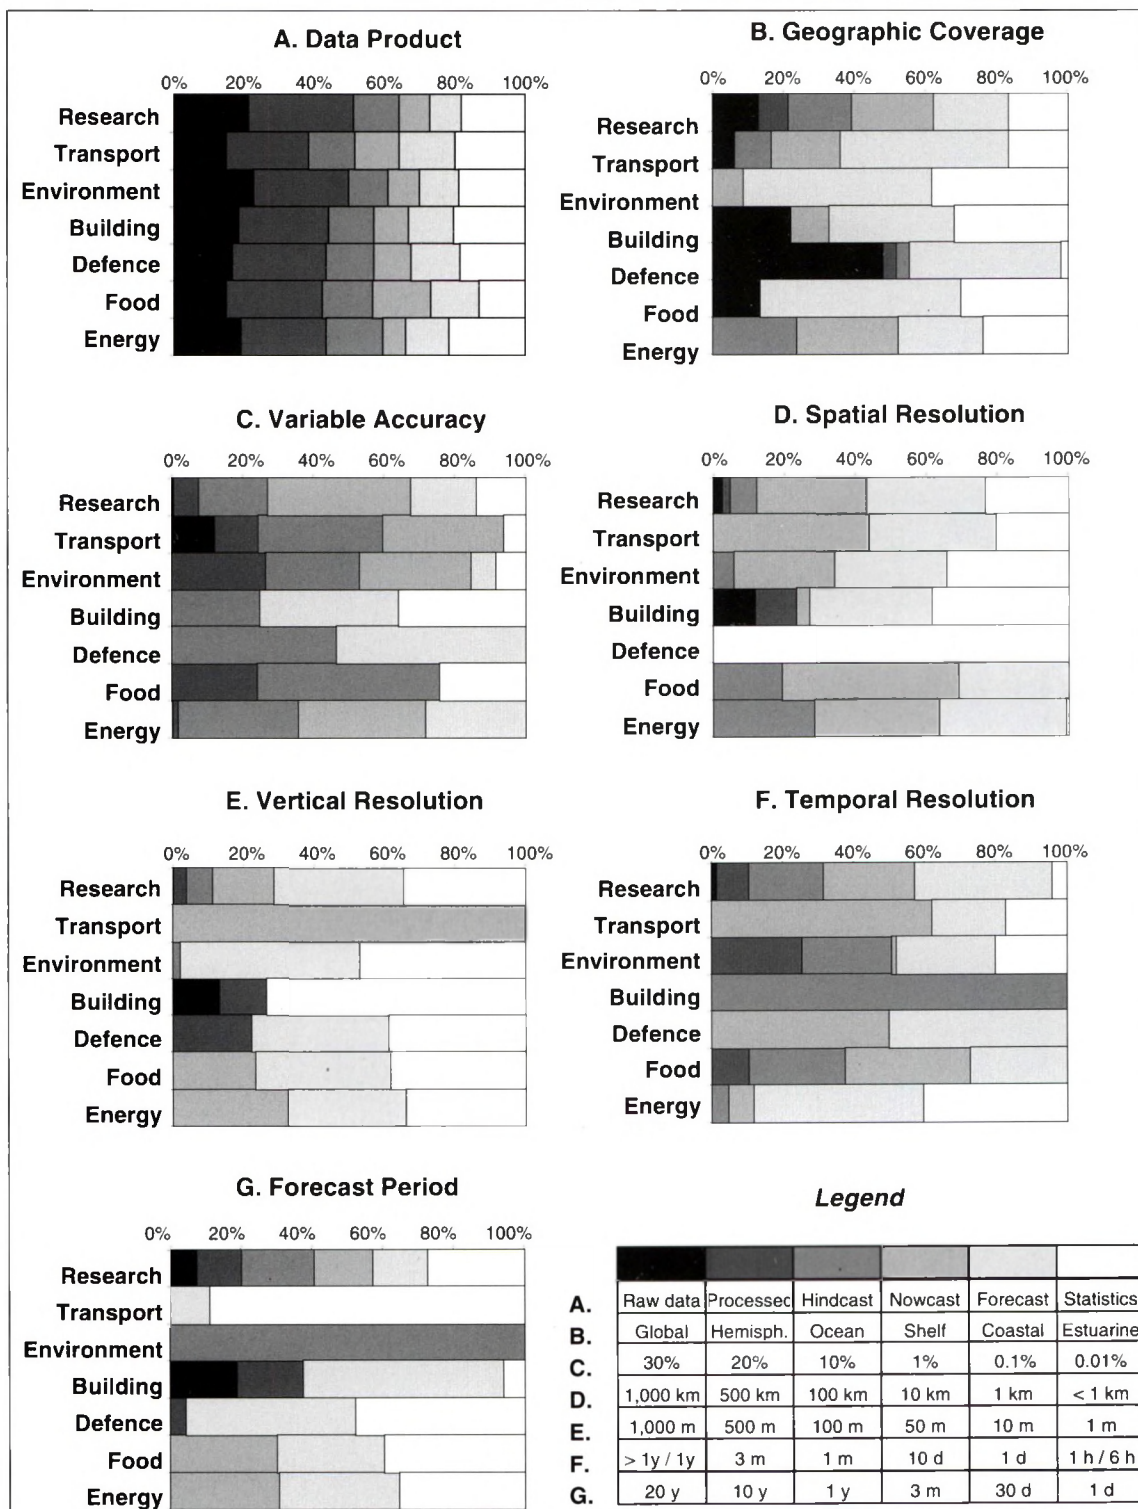 A. Data Product
0% 20% 40% 60% 80% 100%
Research
Transport
Environment
Building
Defence
Food
Energy
B. Geographic Coverage
0% 20% 40% 60% 80% 100%
Research
Transport
Environment
Building
Defence
Food
Energy
C. Variable Accuracy
0% 20% 40% 60% 80% 100%
Research
Transport
Environment
Building
Defence
Food
Energy
D. Spatial Resolution
0% 20% 40% 60% 80% 100%
Research
Transport
Environment
Building
Defence
Food
Energy
E. Vertical Resolution
0% 20% 40% 60% 80% 100%
Research
Transport
Environment
Building
Defence
Food
Energy
F. Temporal Resolution
0% 20% 40% 60% 80% 100%
Research
Transport
Environment
Building
Defence
Food
Energy
G. Forecast Period
0% 20% 40% 60% 80% 100%
Research
Transport
Environment
Building
Defence
Food
Energy
Legend
A. Raw data Processed Hindcast Nowcast Forecast Statistics
B. Global Hemisph. Ocean Shelf Coastal Estuarine
C. 30% 20% 10% 1% 0.1% 0.01%
D. 1,000 km 500 km 100 km 10 km 1 km < 1 km
E. 1,000 m 500 m 100 m 50 m 10 m 1 m
F. > 1y / 1y 3 m 1 m 10 d 1 d 1 h / 6 h
G. 20 y 10 y 1 y 3 m 30 d 1 d